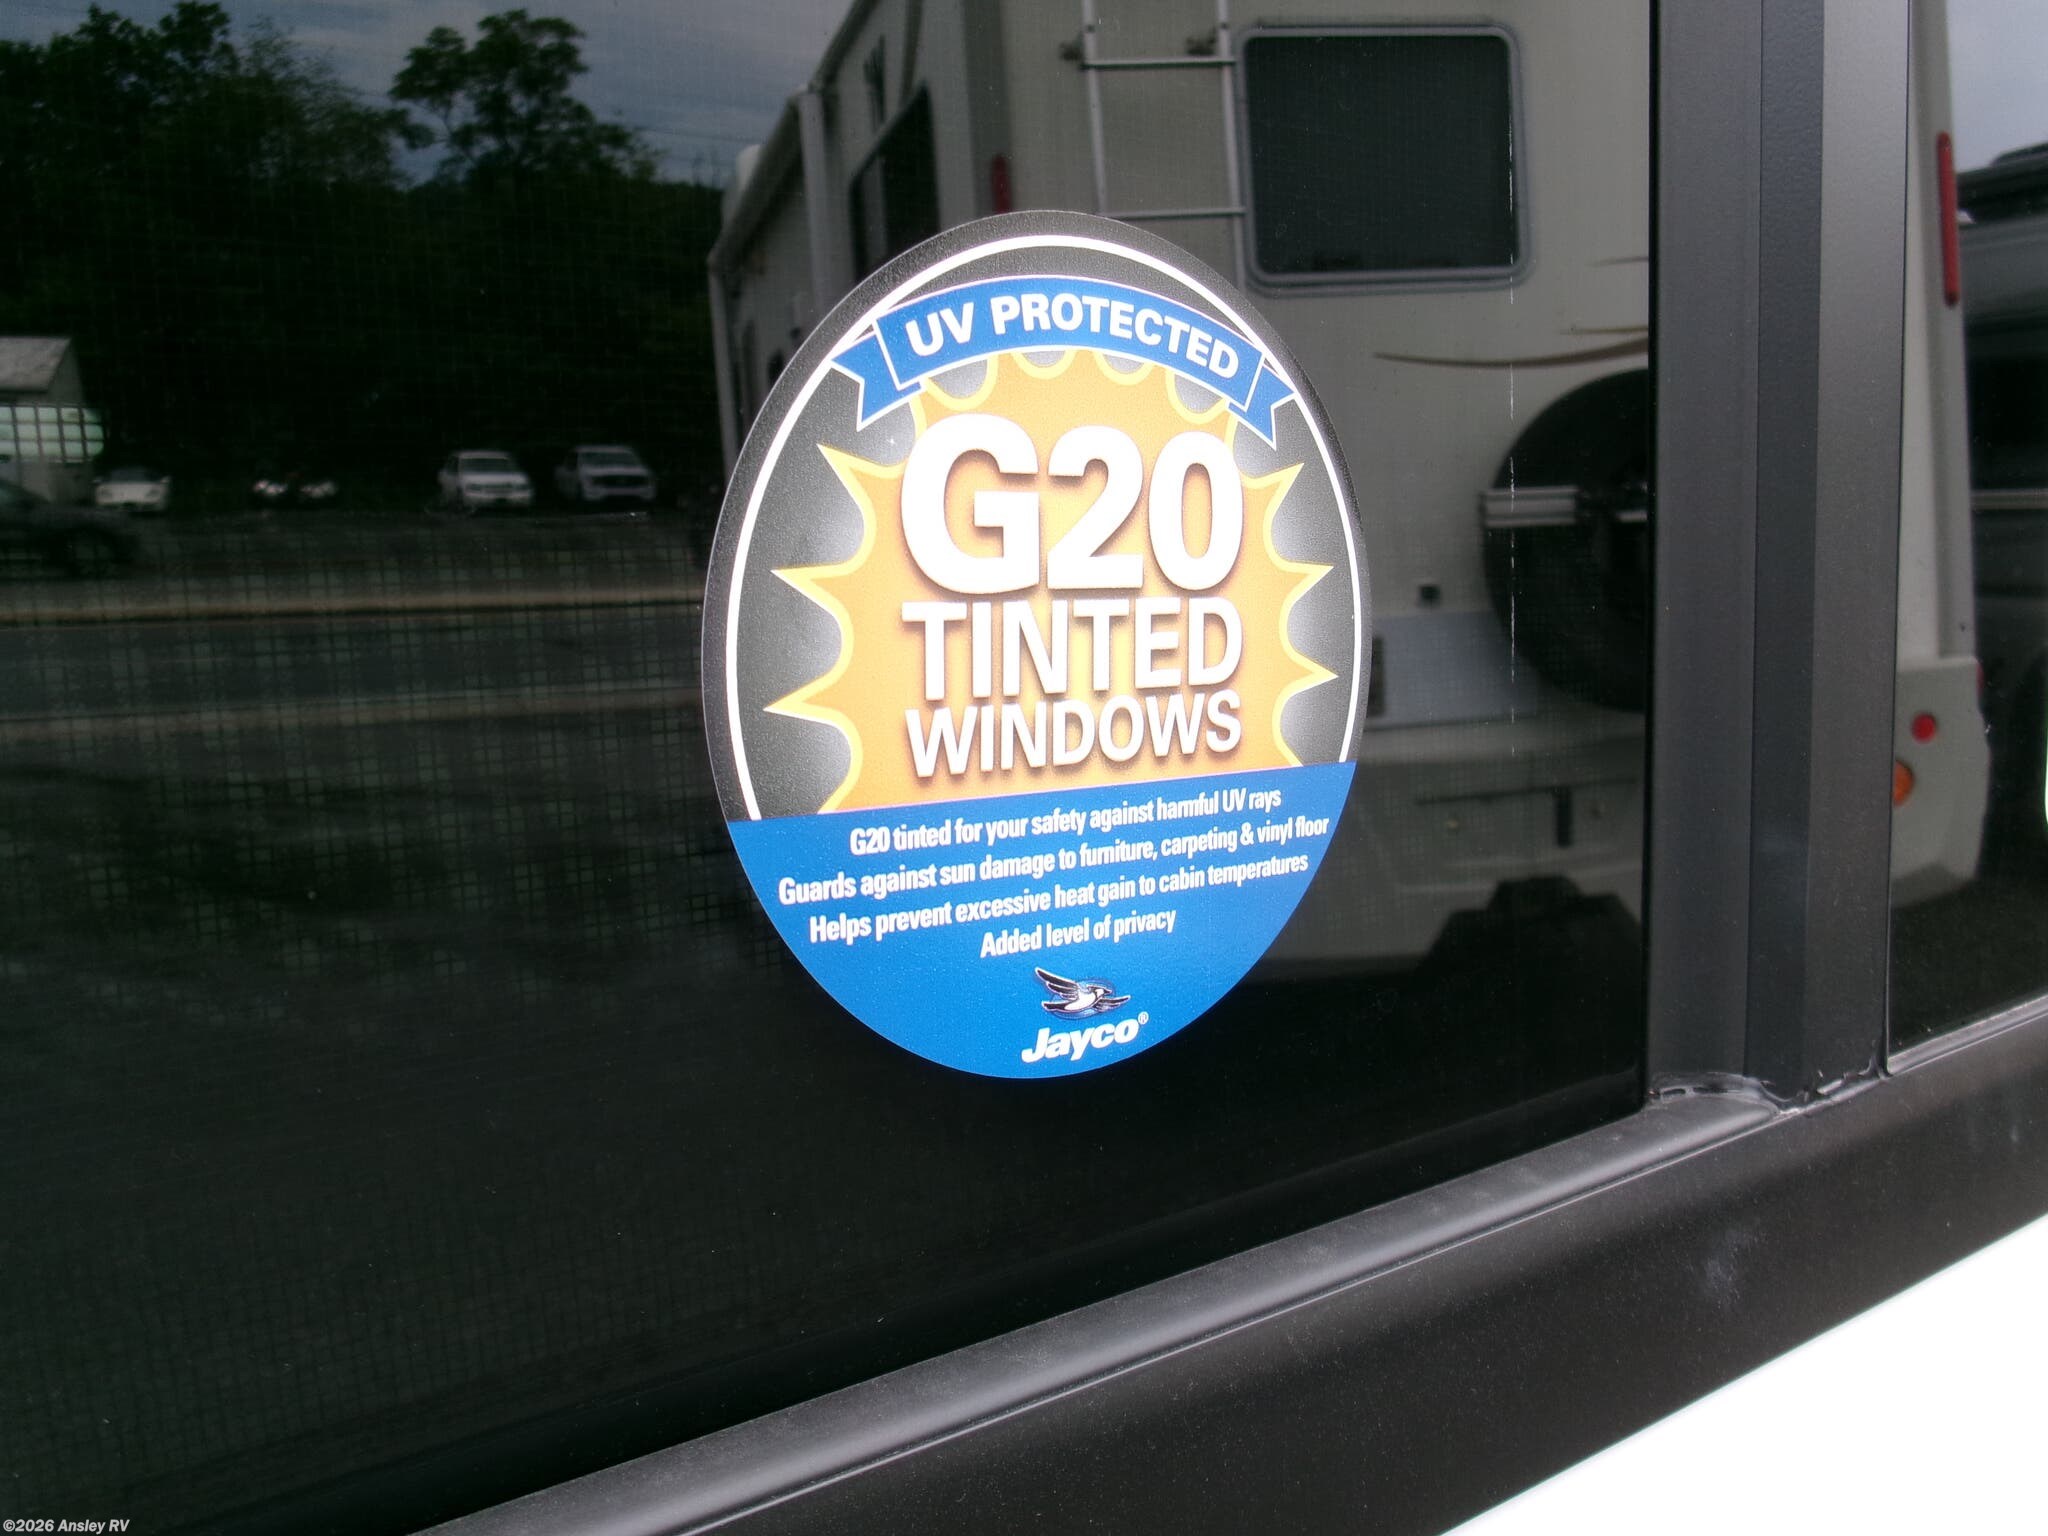 UV PROTECTED
G20
TINTED
WINDOWS
G20 tinted for your safety against harmful UV rays
Guards against sun damage to furniture, carpeting & vinyl floor
Helps prevent excessive heat gain to cabin temperatures
Added level of privacy
Jayco®
©2026 Ansley RV